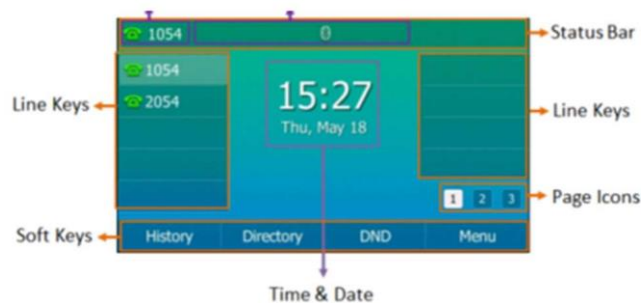 1054
0
Status Bar
1054
2054
Line Keys
15:27
Thu, May 18
Line Keys
1 2 3
Page Icons
Soft Keys
History Directory DND Menu
Time & Date